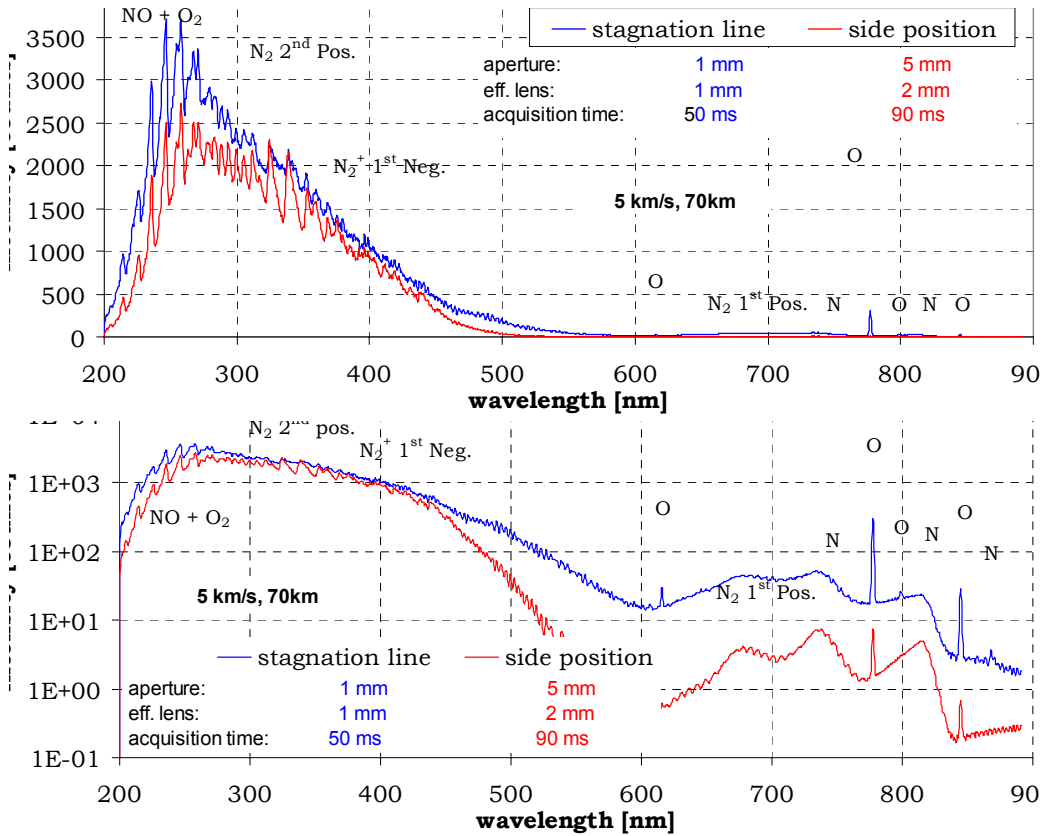 NO + O₂
N₂ 2ⁿᵈ Pos.
stagnation line side position
aperture: 1 mm 5 mm
eff. lens: 1 mm 2 mm
acquisition time: 50 ms 90 ms
N₂⁺ 1ˢᵗ Neg.
O
5 km/s, 70km
O
N₂ 1ˢᵗ Pos. N O N O
3500
3000
2500
2000
1500
1000
500
0
200 300 400 500 600 700 800 90
wavelength [nm]
N₂ 2ⁿᵈ pos.
N₂⁺ 1ˢᵗ Neg.
O
NO + O₂
O
O
N O N
N
5 km/s, 70km
N₂ 1ˢᵗ Pos.
stagnation line side position
aperture: 1 mm 5 mm
eff. lens: 1 mm 2 mm
acquisition time: 50 ms 90 ms
1E+03
1E+02
1E+01
1E+00
1E-01
200 300 400 500 600 700 800 90
wavelength [nm]